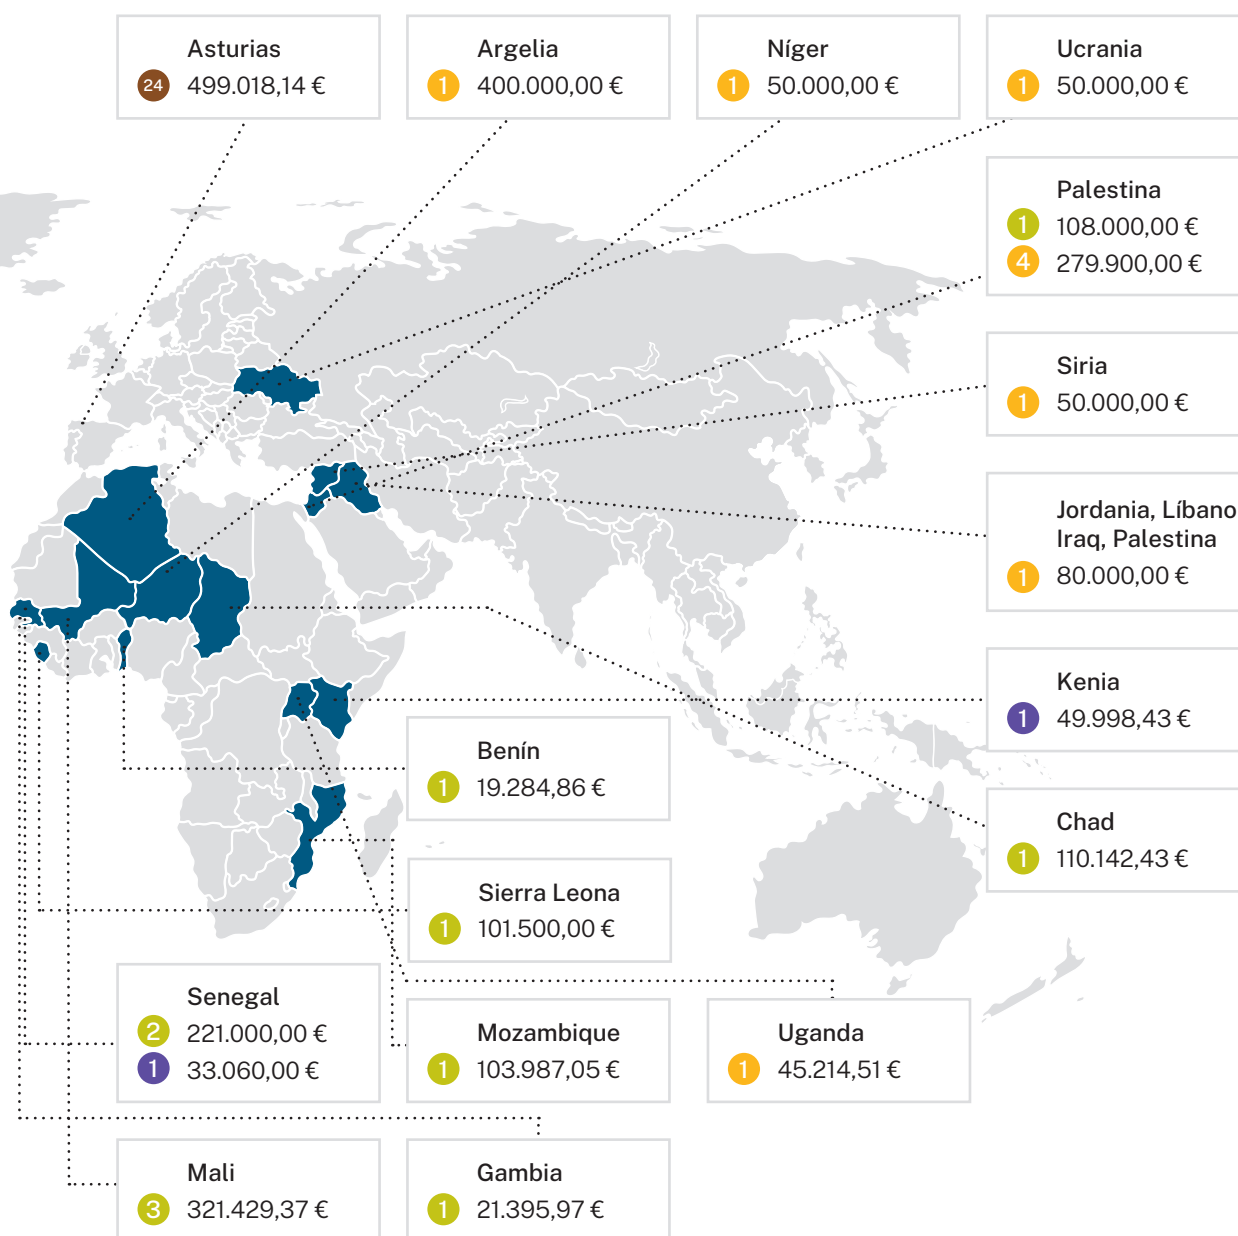 Asturias
24 499.018,14 €
Argelia
1 400.000,00 €
Níger
1 50.000,00 €
Ucrania
1 50.000,00 €
Palestina
1 108.000,00 €
4 279.900,00 €
Siria
1 50.000,00 €
Jordania, Líbano
Iraq, Palestina
1 80.000,00 €
Kenia
1 49.998,43 €
Benín
1 19.284,86 €
Chad
1 110.142,43 €
Sierra Leona
1 101.500,00 €
Senegal
2 221.000,00 €
1 33.060,00 €
Mozambique
1 103.987,05 €
Uganda
1 45.214,51 €
Mali
3 321.429,37 €
Gambia
1 21.395,97 €